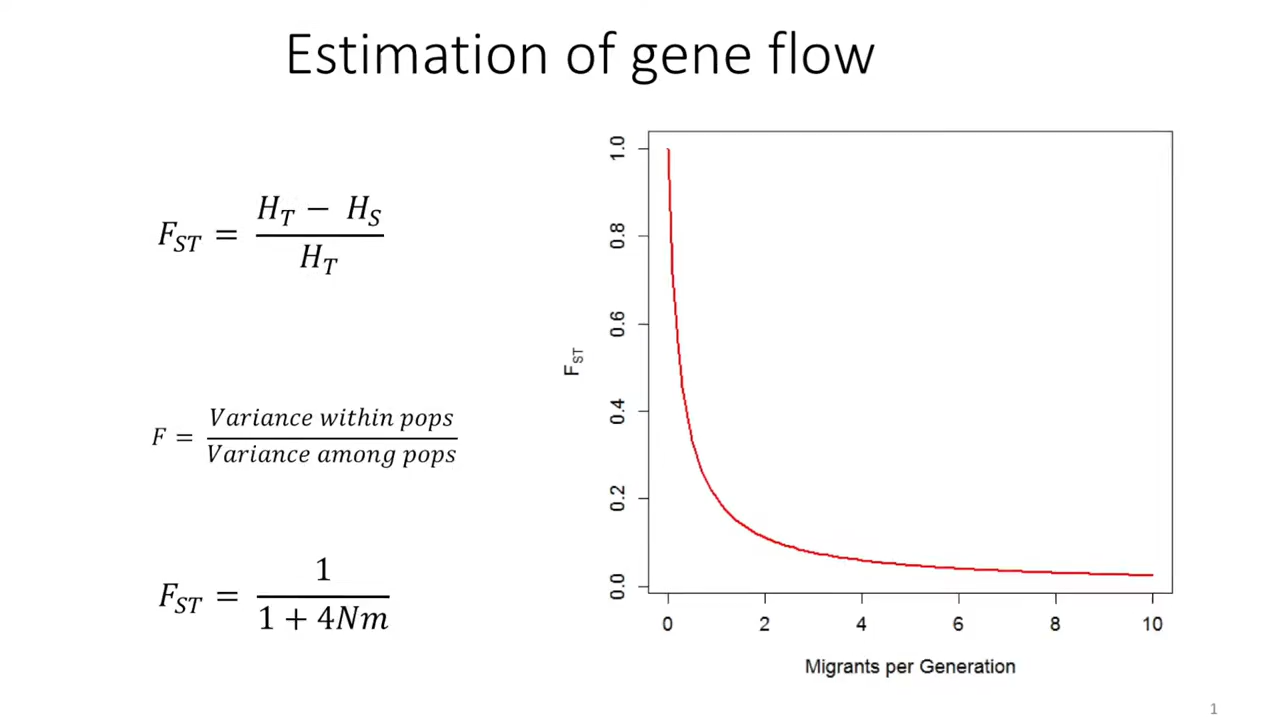 Estimation of gene flow
F_ST = (H_T − H_S) / H_T
F = Variance within pops / Variance among pops
F_ST = 1 / (1 + 4Nm)
F_ST
1.0
0.8
0.6
0.4
0.2
0.0
0 2 4 6 8 10
Migrants per Generation
1